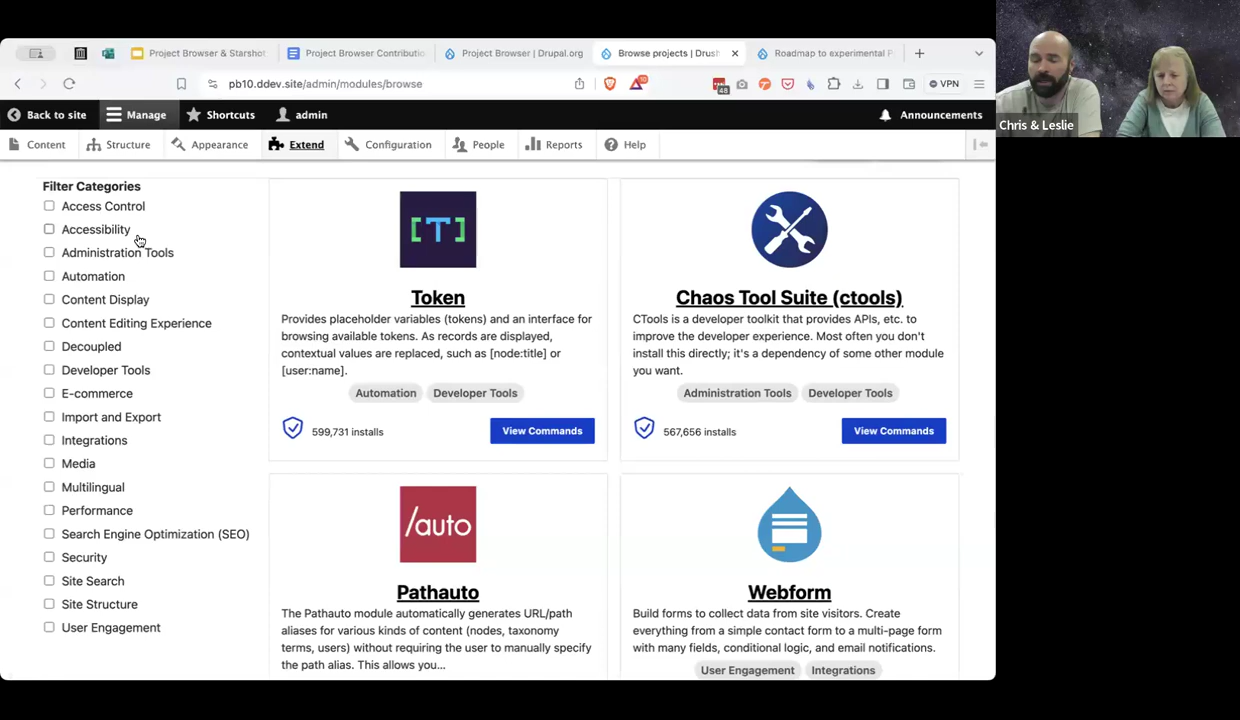 Project Browser & Starshot
Project Browser Contributio
Project Browser | Drupal.org
Browse projects | Drush
Roadmap to experimental P
pb10.ddev.site/admin/modules/browse
48
10
VPN
Back to site
Manage
Shortcuts
admin
Announcements
Content
Structure
Appearance
Extend
Configuration
People
Reports
Help
Chris & Leslie
Filter Categories
Access Control
Accessibility
Administration Tools
Automation
Content Display
Content Editing Experience
Decoupled
Developer Tools
E-commerce
Import and Export
Integrations
Media
Multilingual
Performance
Search Engine Optimization (SEO)
Security
Site Search
Site Structure
User Engagement
[T]
Token
Provides placeholder variables (tokens) and an interface for
browsing available tokens. As records are displayed,
contextual values are replaced, such as [node:title] or
[user:name].
Automation
Developer Tools
599,731 installs
View Commands
Chaos Tool Suite (ctools)
CTools is a developer toolkit that provides APIs, etc. to
improve the developer experience. Most often you don't
install this directly; it's a dependency of some other module
you want.
Administration Tools
Developer Tools
567,656 installs
View Commands
/auto
Pathauto
The Pathauto module automatically generates URL/path
aliases for various kinds of content (nodes, taxonomy
terms, users) without requiring the user to manually specify
the path alias. This allows you...
Webform
Build forms to collect data from site visitors. Create
everything from a simple contact form to a multi-page form
with many fields, conditional logic, and email notifications.
User Engagement
Integrations